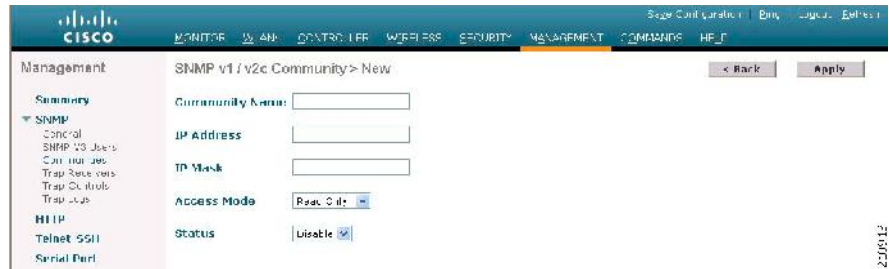 Save Configuration Ping Logout Refresh
CISCO
MONITOR WLANs CONTROLLER WIRELESS SECURITY MANAGEMENT COMMANDS HELP
Management
SNMP v1 / v2c Community > New
< Back
Apply
Summary
SNMP
General
SNMP V3 Users
Communities
Trap Receivers
Trap Controls
Trap Logs
HTTP
Telnet SSH
Serial Port
Community Name
IP Address
IP Mask
Access Mode
Read Only
Status
Disable